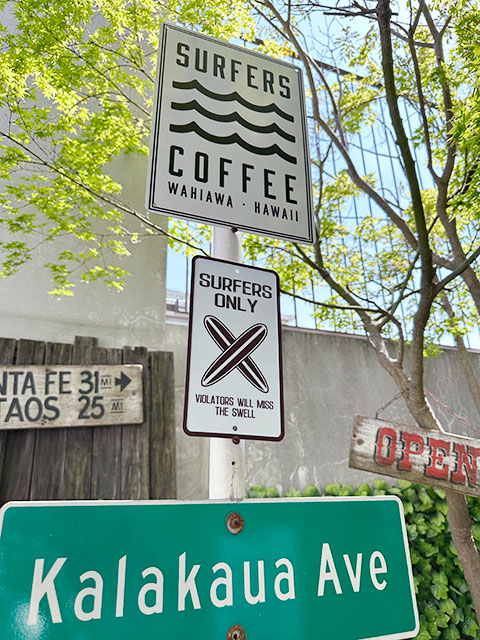 SURFERS
COFFEE
WAHIAWA · HAWAII
SURFERS
ONLY
VIOLATORS WILL MISS
THE SWELL
NTA FE 31 MI
TAOS 25 MI
OPEN
Kalakaua Ave